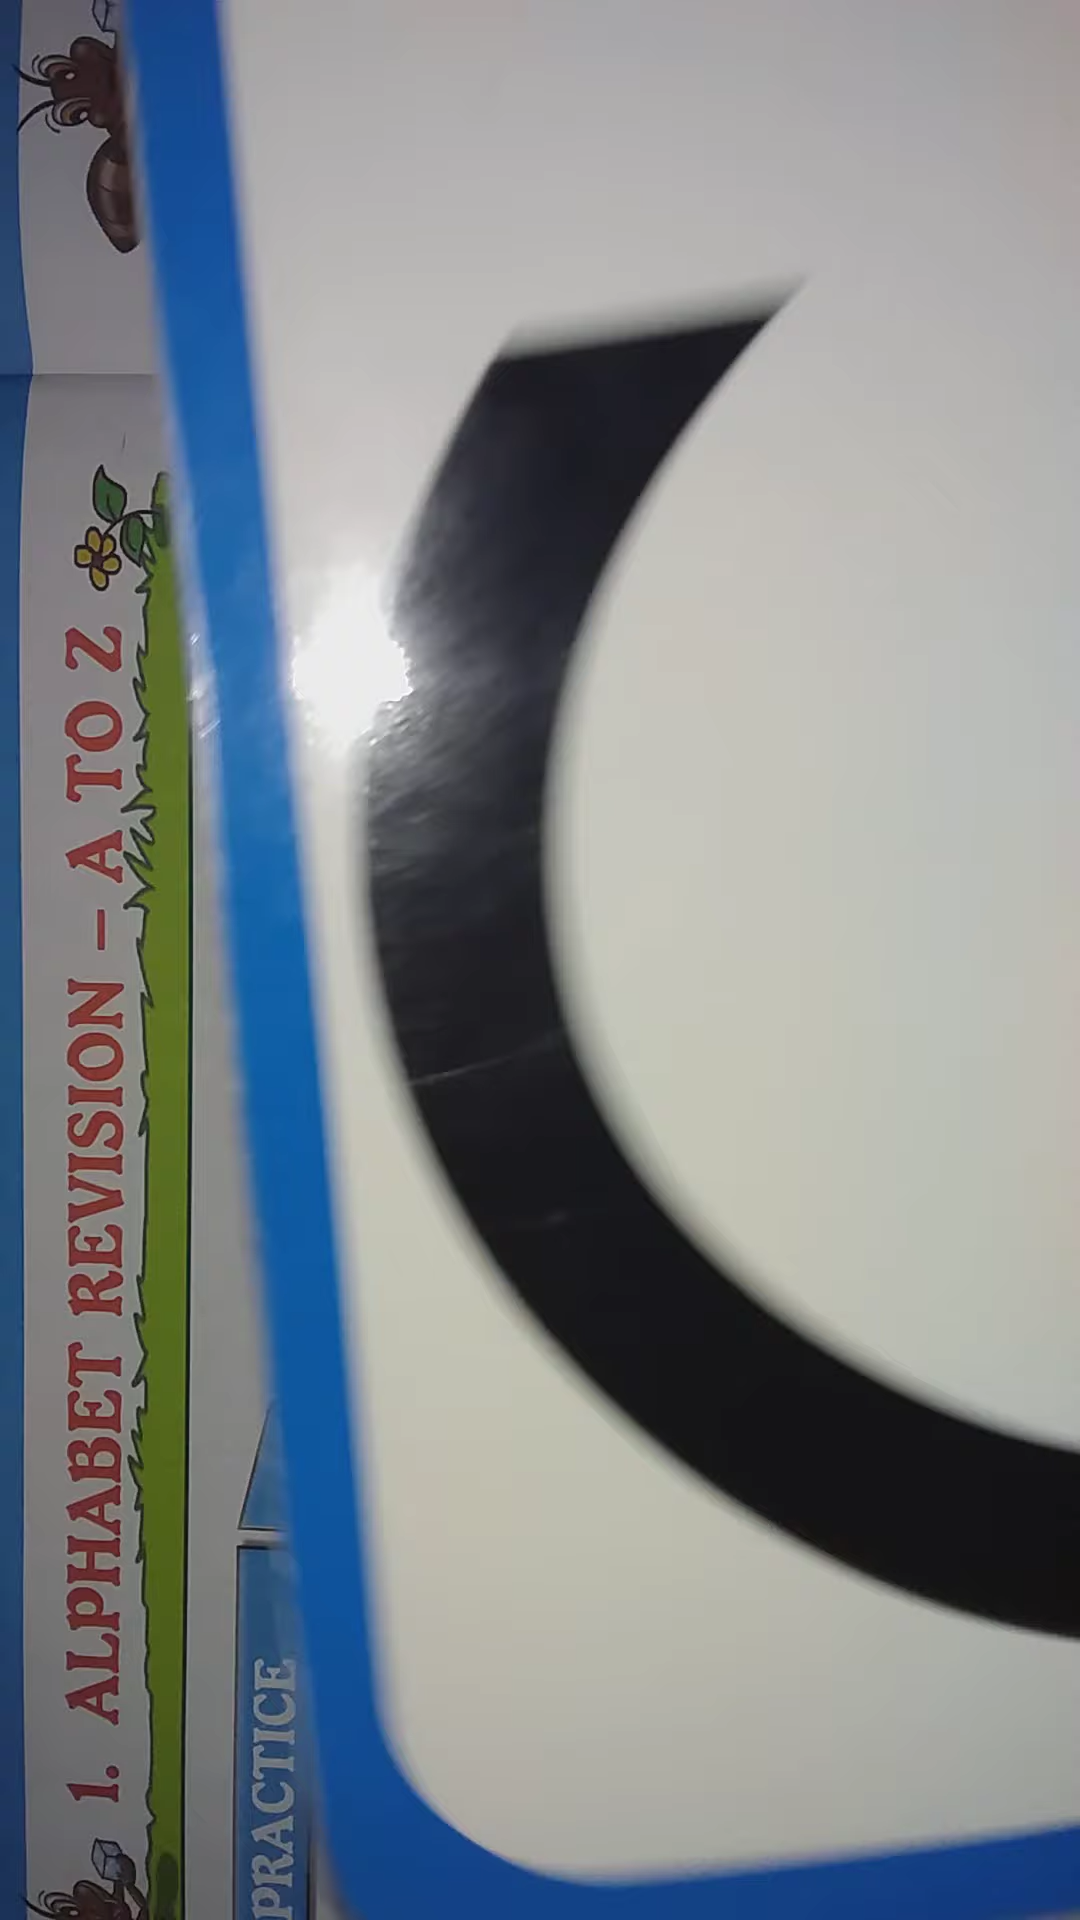 1. ALPHABET REVISION – A TO Z
PRACTICE